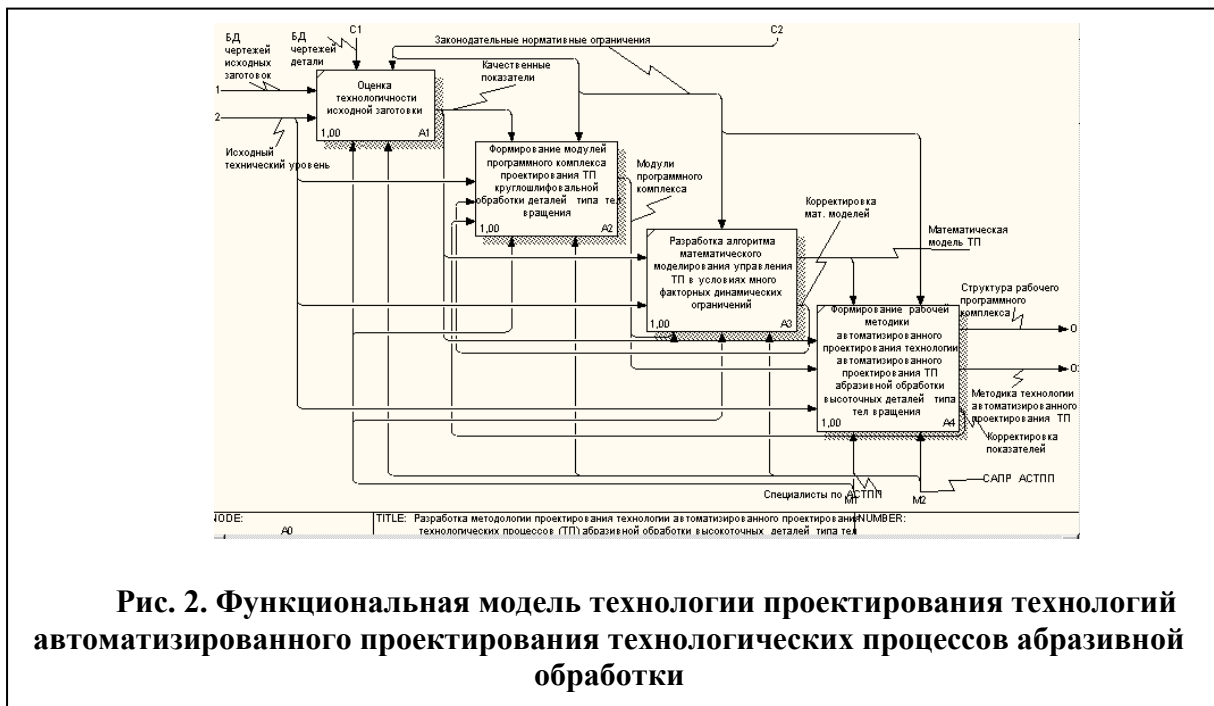 БД
чертежей
исходных
заготовок
БД
чертежей
детали
C1
C2
Законодательные нормативные ограничения
Качественные
показатели
Оценка
технологичности
исходной заготовки
1,00 A1
1
2
Исходный
технический уровень
Формирование модулей
программного комплекса
проектирования ТП
круглошлифовальной
обработки деталей типа тел
вращения
1,00 A2
Модули
программного
комплекса
Корректировка
мат. моделей
Разработка алгоритма
математического
моделирования управления
ТП в условиях много
факторных динамических
ограничений
1,00 A3
Математическая
модель ТП
Структура рабочего
программного
комплекса
Формирование рабочей
методики
автоматизированного
проектирования технологии
автоматизированного
проектирования ТП
абразивной обработки
высоточных деталей типа
тел вращения
1,00 A4
Методика технологии
автоматизированного
проектирования ТП
Корректировка
показателей
САПР АСТПП
Специалисты по АСТПП
M1 M2
NODE: TITLE: Разработка методологии проектирования технологии автоматизированного проектирования NUMBER:
A0 технологических процессов (ТП) абразивной обработки высокоточных деталей типа тел
Рис. 2. Функциональная модель технологии проектирования технологий
автоматизированного проектирования технологических процессов абразивной
обработки